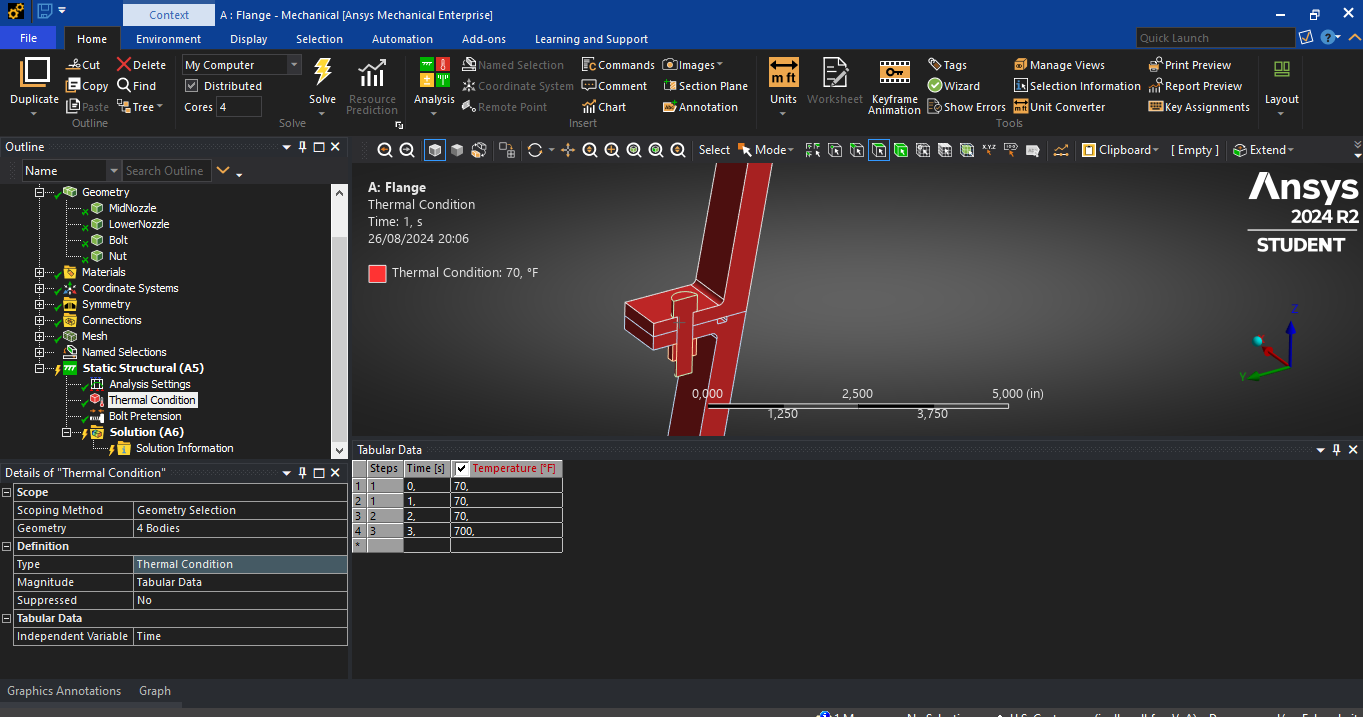 Context
A : Flange - Mechanical [Ansys Mechanical Enterprise]
File Home Environment Display Selection Automation Add-ons Learning and Support
Quick Launch
Duplicate
Cut
Copy
Paste
Delete
Find
Tree
Outline
My Computer
Distributed
Cores 4
Solve
Resource Prediction
Solve
Analysis
Named Selection
Coordinate System
Remote Point
Commands
Comment
Chart
Images
Section Plane
Annotation
Insert
m ft
Units
Worksheet
Keyframe Animation
Tags
Wizard
Show Errors
Manage Views
Selection Information
Unit Converter
Print Preview
Report Preview
Key Assignments
Tools
Layout
Outline
Name
Search Outline
Geometry
MidNozzle
LowerNozzle
Bolt
Nut
Materials
Coordinate Systems
Symmetry
Connections
Mesh
Named Selections
Static Structural (A5)
Analysis Settings
Thermal Condition
Bolt Pretension
Solution (A6)
Solution Information
Select Mode Clipboard [ Empty ] Extend
A: Flange
Thermal Condition
Time: 1, s
26/08/2024 20:06
Thermal Condition: 70, °F
Ansys
2024 R2
STUDENT
Z
Y
0,000 2,500 5,000 (in)
1,250 3,750
Details of "Thermal Condition"
Scope
Scoping Method Geometry Selection
Geometry 4 Bodies
Definition
Type Thermal Condition
Magnitude Tabular Data
Suppressed No
Tabular Data
Independent Variable Time
Tabular Data
Steps Time [s] Temperature [°F]
1 1 0, 70,
2 1 1, 70,
3 2 2, 70,
4 3 3, 700,
*
Graphics Annotations Graph